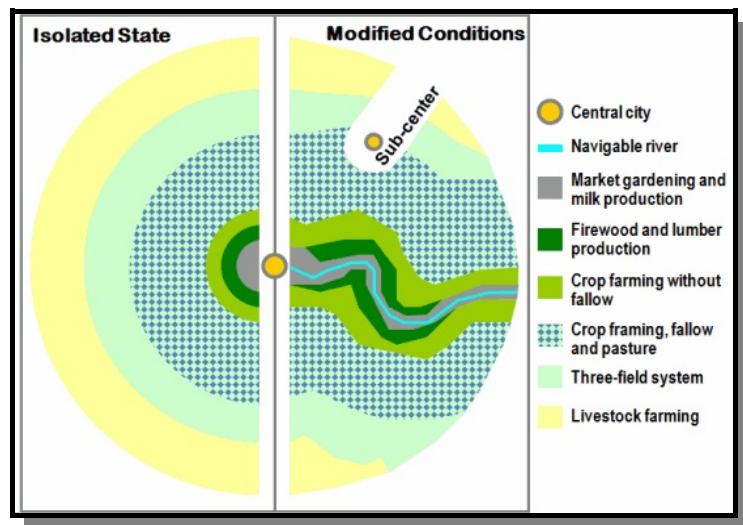 Isolated State
Modified Conditions
Sub-center
Central city
Navigable river
Market gardening and
milk production
Firewood and lumber
production
Crop farming without
fallow
Crop framing, fallow
and pasture
Three-field system
Livestock farming